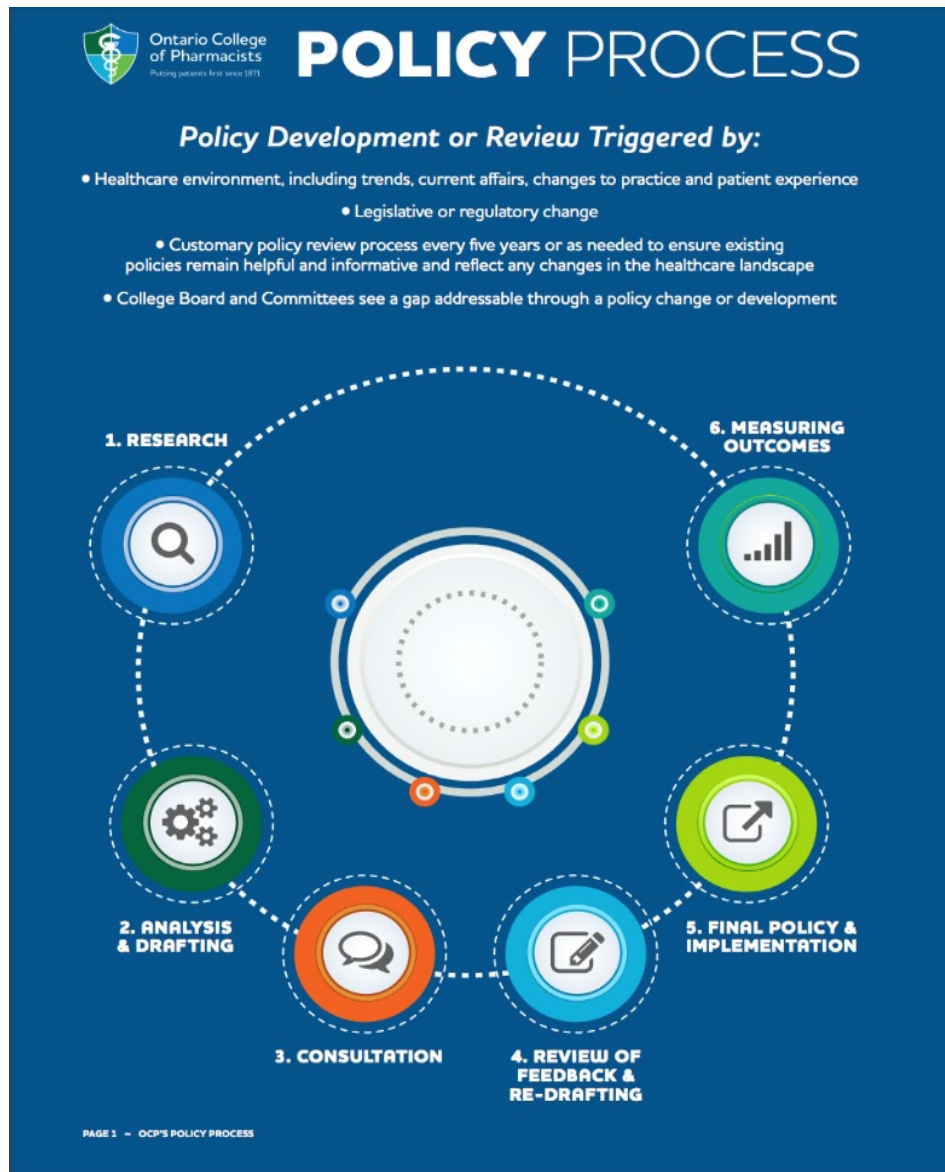 Ontario College
of Pharmacists
Putting patients first since 1871
POLICY PROCESS
Policy Development or Review Triggered by:
• Healthcare environment, including trends, current affairs, changes to practice and patient experience
• Legislative or regulatory change
• Customary policy review process every five years or as needed to ensure existing
policies remain helpful and informative and reflect any changes in the healthcare landscape
• College Board and Committees see a gap addressable through a policy change or development
1. RESEARCH
2. ANALYSIS
& DRAFTING
3. CONSULTATION
4. REVIEW OF
FEEDBACK &
RE-DRAFTING
5. FINAL POLICY &
IMPLEMENTATION
6. MEASURING
OUTCOMES
PAGE 1 ~ OCP'S POLICY PROCESS